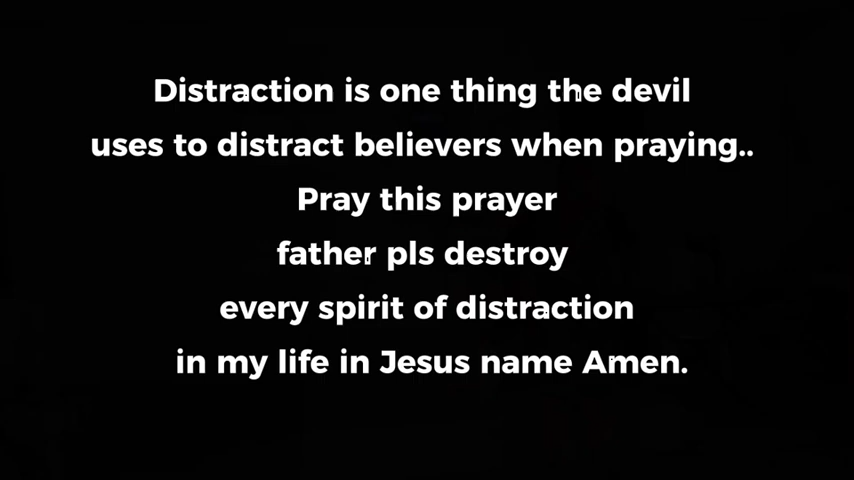 Distraction is one thing the devil
uses to distract believers when praying..
Pray this prayer
father pls destroy
every spirit of distraction
in my life in Jesus name Amen.